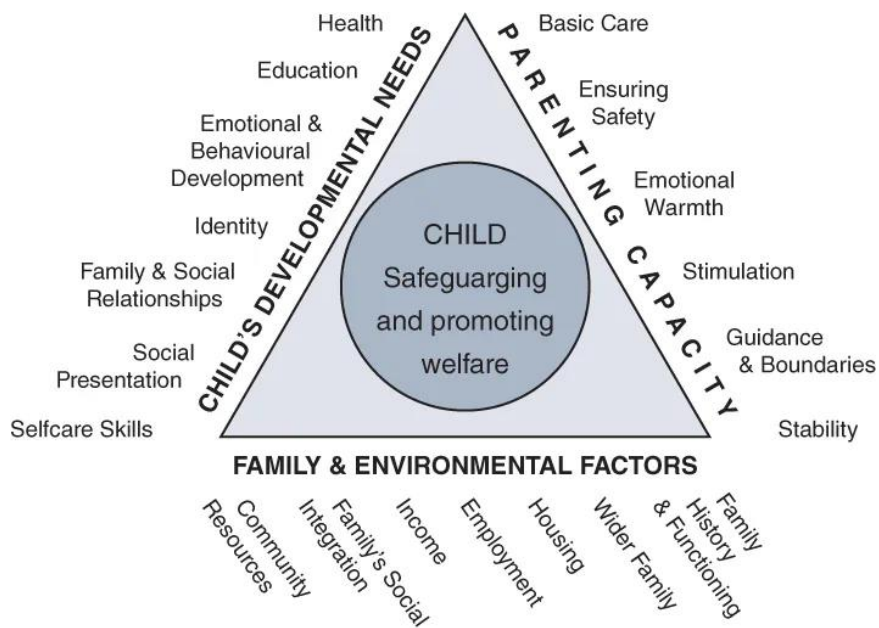 Health
Education
Emotional &
Behavioural
Development
Identity
Family & Social
Relationships
Social
Presentation
Selfcare Skills
CHILD'S DEVELOPMENTAL NEEDS
CHILD
Safeguarging
and promoting
welfare
PARENTING CAPACITY
Basic Care
Ensuring
Safety
Emotional
Warmth
Stimulation
Guidance
& Boundaries
Stability
FAMILY & ENVIRONMENTAL FACTORS
Community
Resources
Family's Social
Integration
Income
Employment
Housing
Wider Family
Family
History
& Functioning